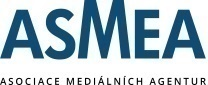 ASMEA
ASOCIACE MEDIÁLNÍCH AGENTUR